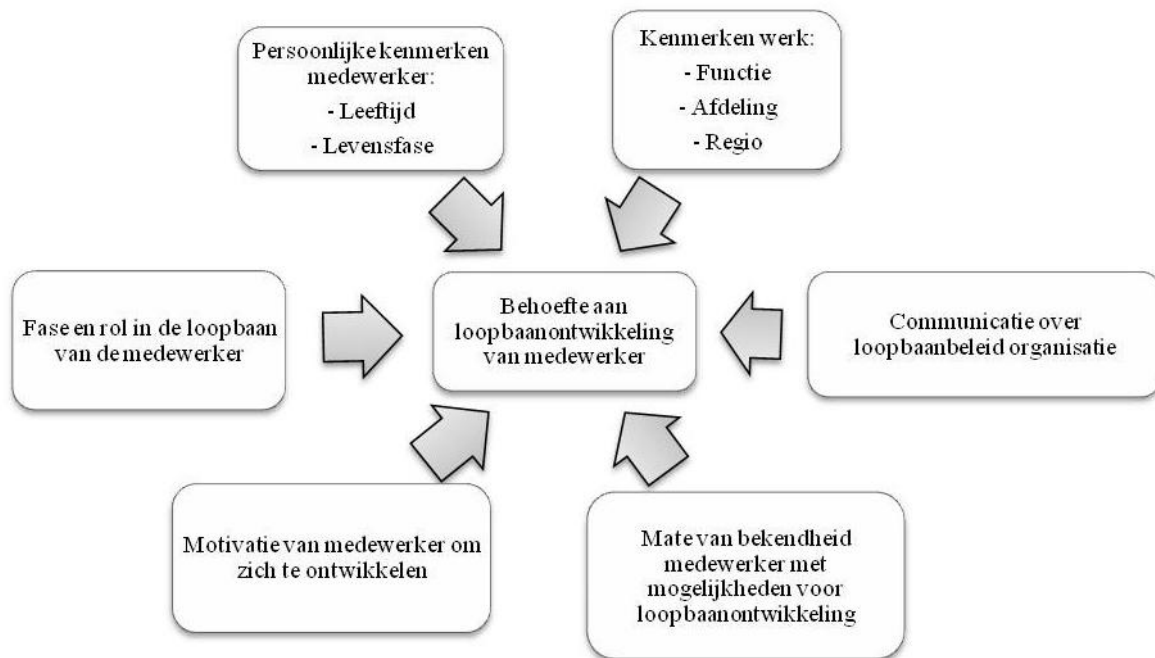 Persoonlijke kenmerken
medewerker:
- Leeftijd
- Levensfase
Kenmerken werk:
- Functie
- Afdeling
- Regio
Fase en rol in de loopbaan
van de medewerker
Behoefte aan
loopbaanontwikkeling
van medewerker
Communicatie over
loopbaanbeleid organisatie
Motivatie van medewerker om
zich te ontwikkelen
Mate van bekendheid
medewerker met
mogelijkheden voor
loopbaanontwikkeling